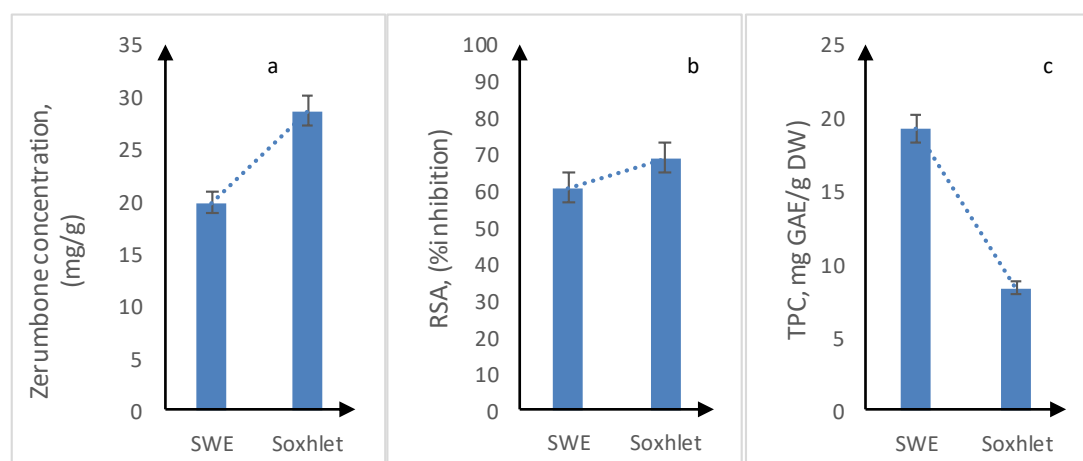 a
Zerumbone concentration,
(mg/g)
35
30
25
20
15
10
5
0
SWE Soxhlet
b
RSA, (%inhibition)
100
90
80
70
60
50
40
30
20
10
0
SWE Soxhlet
c
TPC, mg GAE/g DW)
25
20
15
10
5
0
SWE Soxhlet